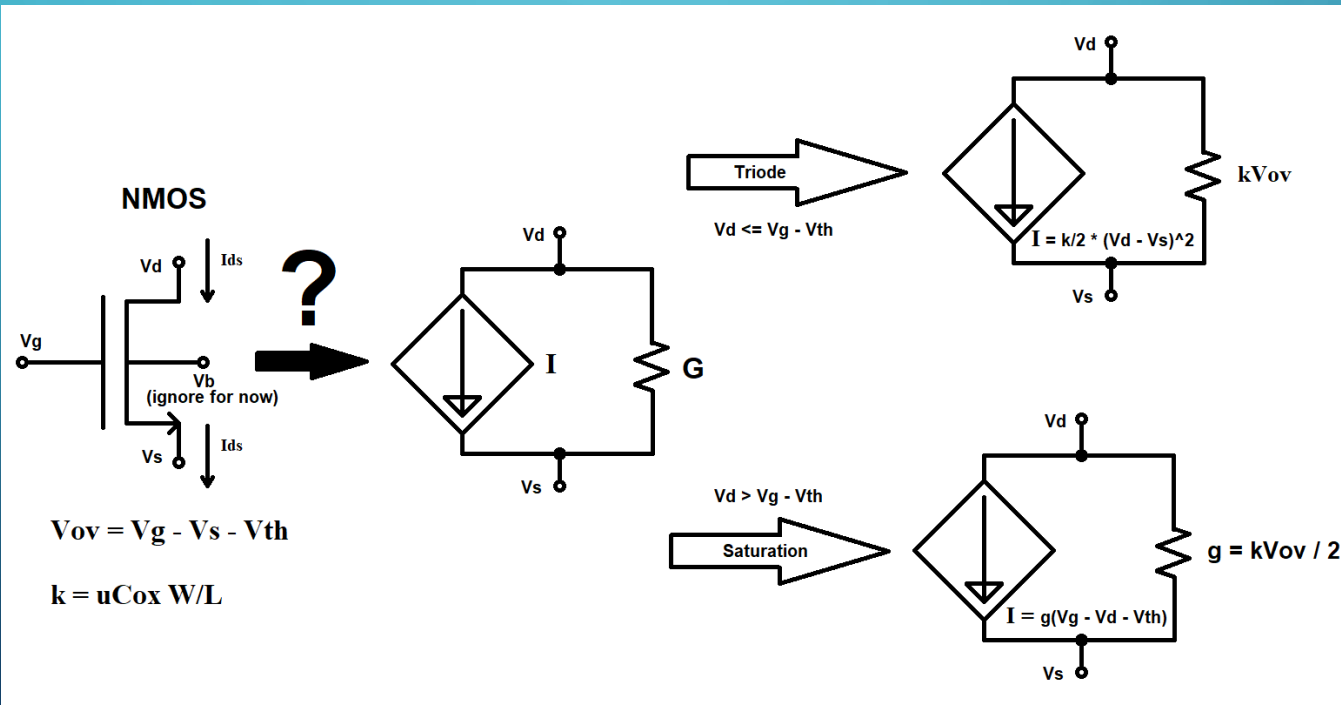 NMOS
Vd
Ids
Vg
Vb
(ignore for now)
Vs
Ids
Vov = Vg - Vs - Vth
k = uCox W/L
?
Vd
I
G
Vs
Triode
Vd <= Vg - Vth
Vd
kVov
I = k/2 * (Vd - Vs)^2
Vs
Vd > Vg - Vth
Saturation
Vd
g = kVov / 2
I = g(Vg - Vd - Vth)
Vs